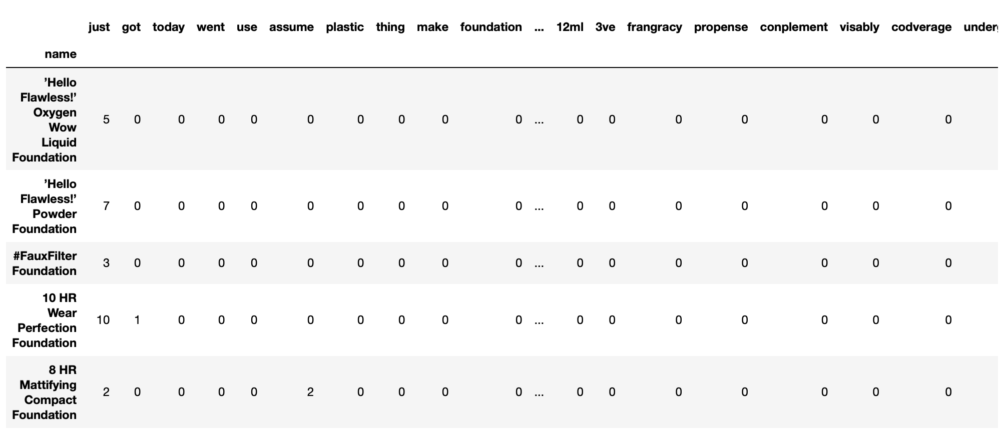 just got today went use assume plastic thing make foundation ... 12ml 3ve frangracy propense conplement visably codverage under
name
’Hello
Flawless!’
Oxygen
Wow
Liquid
Foundation
5 0 0 0 0 0 0 0 0 0 ... 0 0 0 0 0 0 0
’Hello
Flawless!’
Powder
Foundation
7 0 0 0 0 0 0 0 0 0 ... 0 0 0 0 0 0 0
#FauxFilter
Foundation
3 0 0 0 0 0 0 0 0 0 ... 0 0 0 0 0 0 0
10 HR
Wear
Perfection
Foundation
10 1 0 0 0 0 0 0 0 0 ... 0 0 0 0 0 0 0
8 HR
Mattifying
Compact
Foundation
2 0 0 0 0 2 0 0 0 0 ... 0 0 0 0 0 0 0